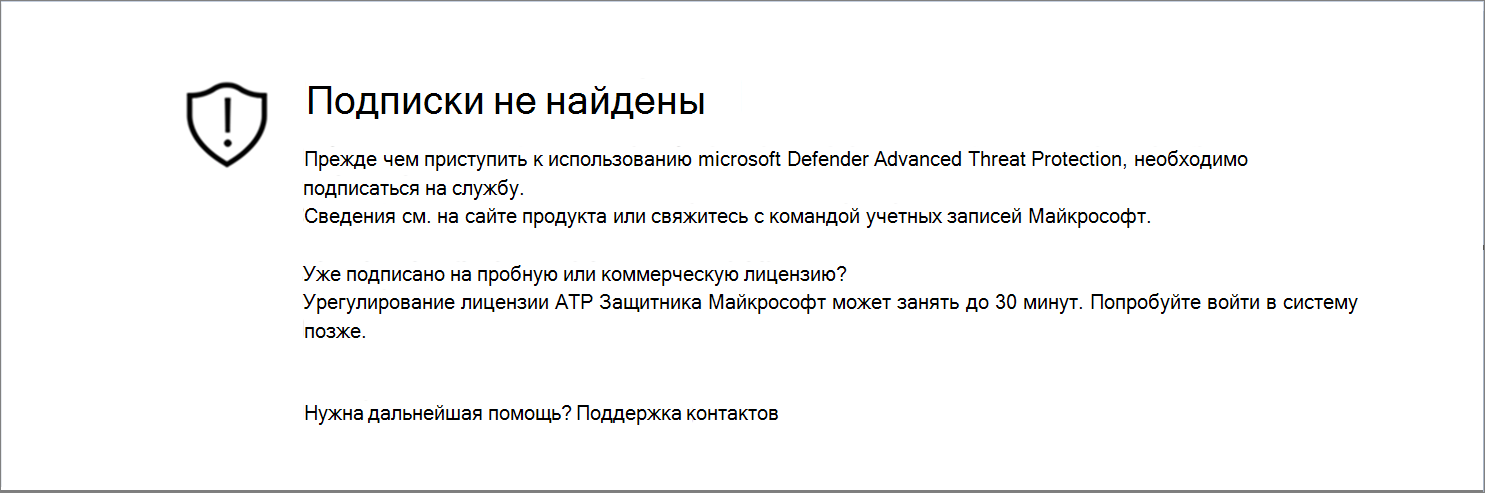 Подписки не найдены
Прежде чем приступить к использованию microsoft Defender Advanced Threat Protection, необходимо
подписаться на службу.
Сведения см. на сайте продукта или свяжитесь с командой учетных записей Майкрософт.
Уже подписано на пробную или коммерческую лицензию?
Урегулирование лицензии ATP Защитника Майкрософт может занять до 30 минут. Попробуйте войти в систему
позже.
Нужна дальнейшая помощь? Поддержка контактов